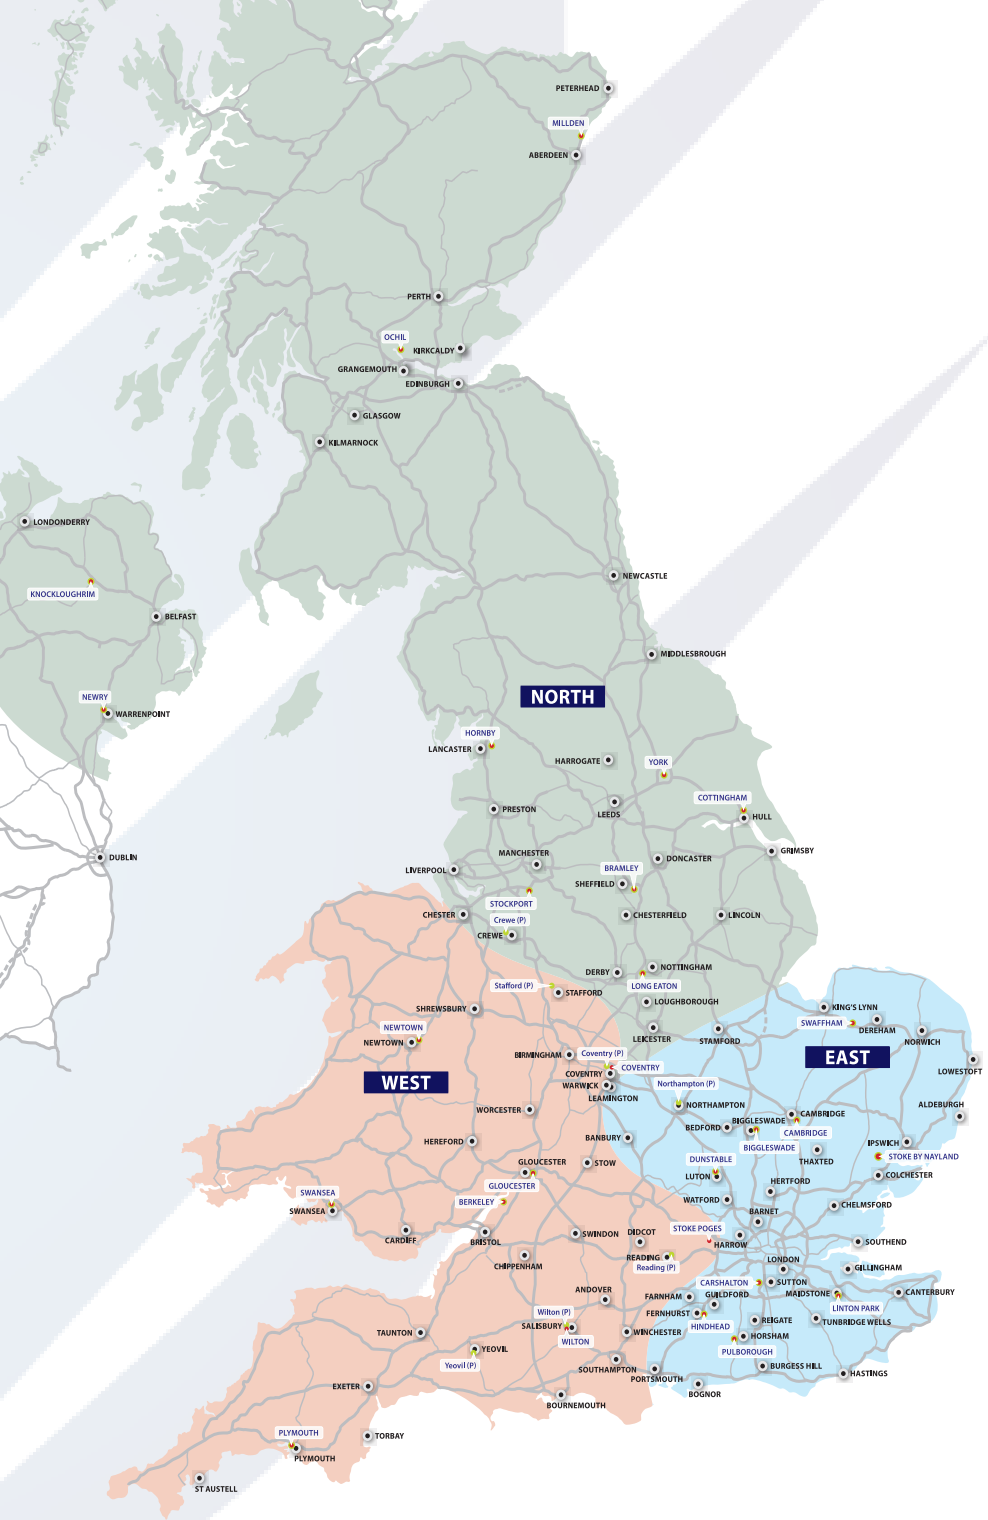 PETERHEAD
MILLDEN
ABERDEEN
PERTH
OCHIL
KIRKCALDY
GRANGEMOUTH
EDINBURGH
GLASGOW
KILMARNOCK
LONDONDERRY
NEWCASTLE
KNOCKLOUGHRIM
BELFAST
MIDDLESBROUGH
NEWRY
NORTH
WARRENPOINT
HORNBY
LANCASTER
HARROGATE
YORK
COTTINGHAM
PRESTON
LEEDS
HULL
MANCHESTER
GRIMSBY
DUBLIN
DONCASTER
LIVERPOOL
BRAMLEY
SHEFFIELD
STOCKPORT
CHESTER
Crewe (P)
CHESTERFIELD
LINCOLN
CREWE
DERBY
NOTTINGHAM
Stafford (P)
LONG EATON
STAFFORD
LOUGHBOROUGH
SHREWSBURY
KING'S LYNN
SWAFFHAM
DEREHAM
NEWTOWN
LEICESTER
STAMFORD
NORWICH
NEWTOWN
BIRMINGHAM
Coventry (P)
EAST
COVENTRY
COVENTRY
LOWESTOFT
WEST
WARWICK
Northampton (P)
LEAMINGTON
NORTHAMPTON
ALDEBURGH
WORCESTER
CAMBRIDGE
BIGGLESWADE
BEDFORD
CAMBRIDGE
HEREFORD
BANBURY
BIGGLESWADE
IPSWICH
STOKE BY NAYLAND
GLOUCESTER
STOW
DUNSTABLE
THAXTED
LUTON
COLCHESTER
GLOUCESTER
HERTFORD
SWANSEA
BERKELEY
WATFORD
CHELMSFORD
SWANSEA
BARNET
STOKE POGES
CARDIFF
BRISTOL
SWINDON
DIDCOT
HARROW
SOUTHEND
CHIPPENHAM
READING
LONDON
Reading (P)
GILLINGHAM
CARSHALTON
SUTTON
ANDOVER
FARNHAM
GUILDFORD
MAIDSTONE
CANTERBURY
Wilton (P)
FERNHURST
LINTON PARK
SALISBURY
HINDHEAD
REIGATE
TUNBRIDGE WELLS
TAUNTON
WILTON
WINCHESTER
HORSHAM
YEOVIL
PULBOROUGH
Yeovil (P)
SOUTHAMPTON
BURGESS HILL
PORTSMOUTH
HASTINGS
EXETER
BOGNOR
BOURNEMOUTH
PLYMOUTH
TORBAY
PLYMOUTH
ST AUSTELL